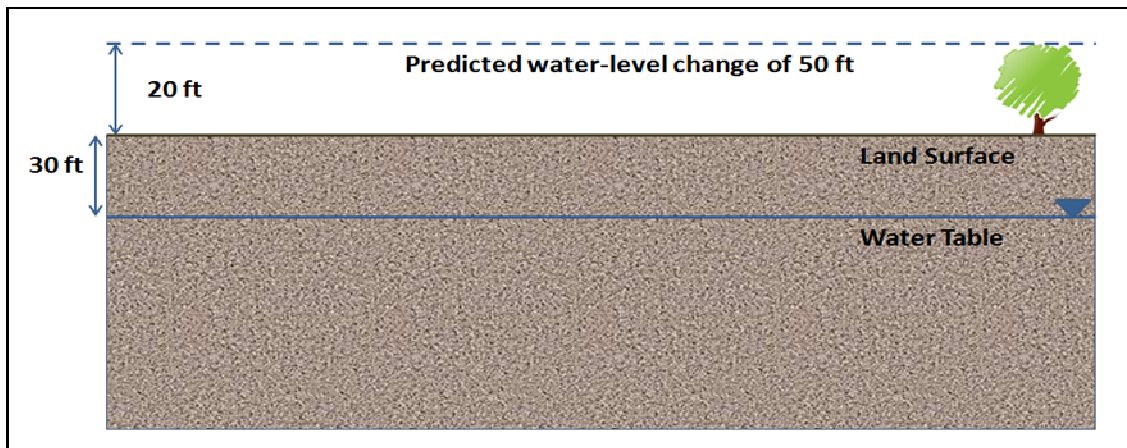 Predicted water-level change of 50 ft
20 ft
30 ft
Land Surface
Water Table